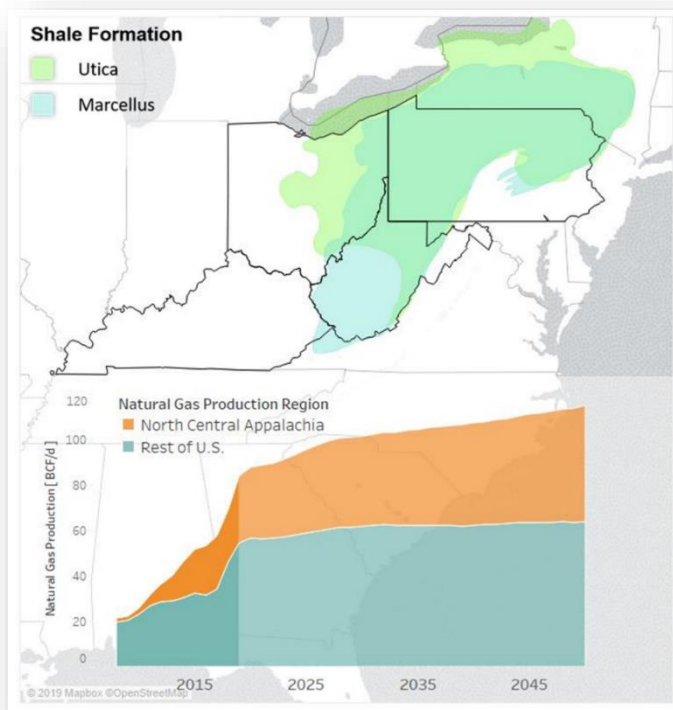 Shale Formation
Utica
Marcellus
Natural Gas Production Region
North Central Appalachia
Rest of U.S.
Natural Gas Production [ BCF/d]
120
100
80
60
40
20
0
2015 2025 2035 2045
© 2019 Mapbox ©OpenStreetMap